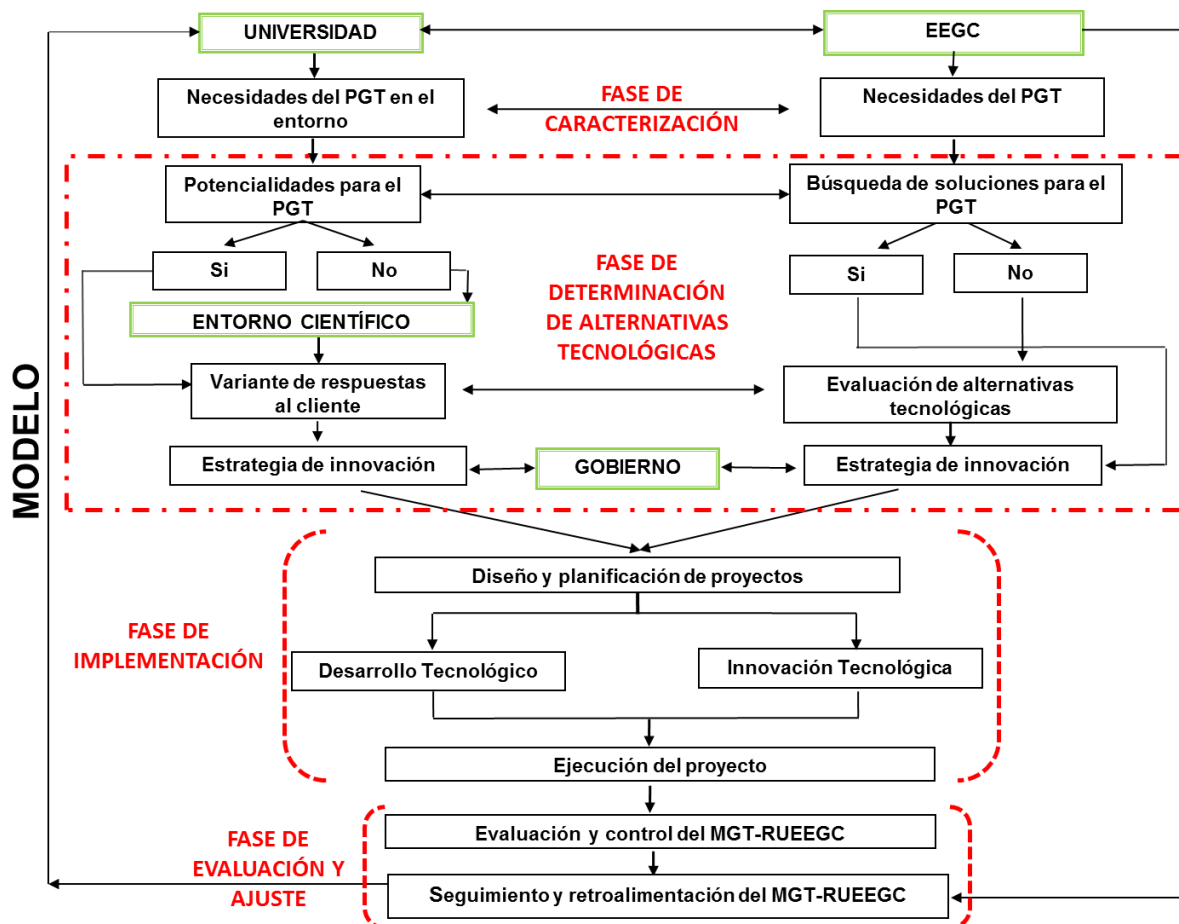 UNIVERSIDAD
EEGC
Necesidades del PGT en el
entorno
FASE DE
CARACTERIZACIÓN
Necesidades del PGT
Potencialidades para el
PGT
Búsqueda de soluciones para el
PGT
Si
No
FASE DE
DETERMINACIÓN
DE ALTERNATIVAS
TECNOLÓGICAS
Si
No
ENTORNO CIENTÍFICO
Variante de respuestas
al cliente
Evaluación de alternativas
tecnológicas
Estrategia de innovación
GOBIERNO
Estrategia de innovación
MODELO
Diseño y planificación de proyectos
FASE DE
IMPLEMENTACIÓN
Desarrollo Tecnológico
Innovación Tecnológica
Ejecución del proyecto
FASE DE
EVALUACIÓN Y
AJUSTE
Evaluación y control del MGT-RUEEGC
Seguimiento y retroalimentación del MGT-RUEEGC